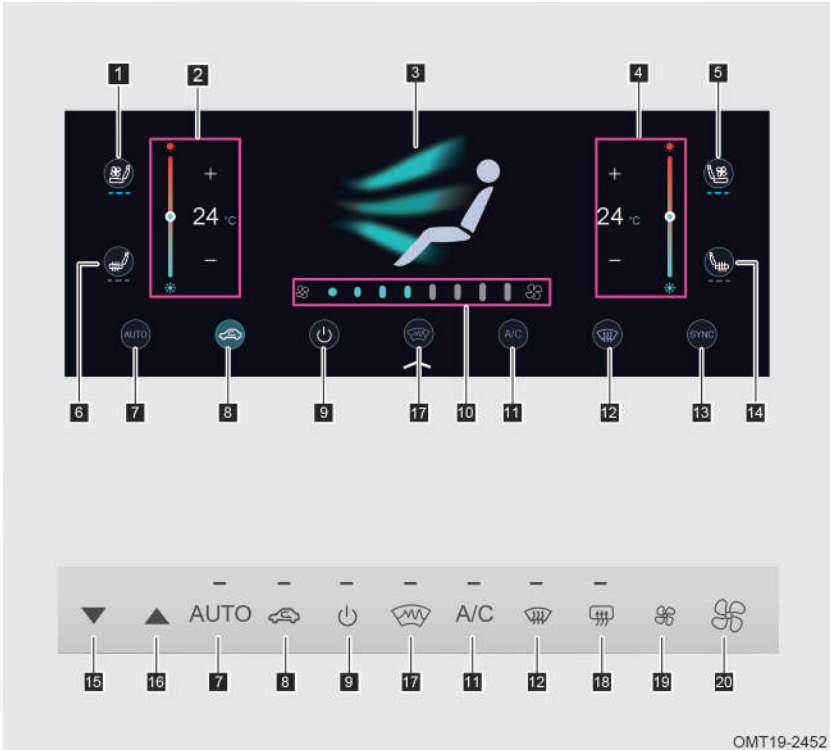 1 2 3 4 5
+ +
24 °C 24 °C
− −
AUTO A/C SYNC
6 7 8 9 17 10 11 12 13 14
AUTO A/C
15 16 7 8 9 17 11 12 18 19 20
OMT19-2452